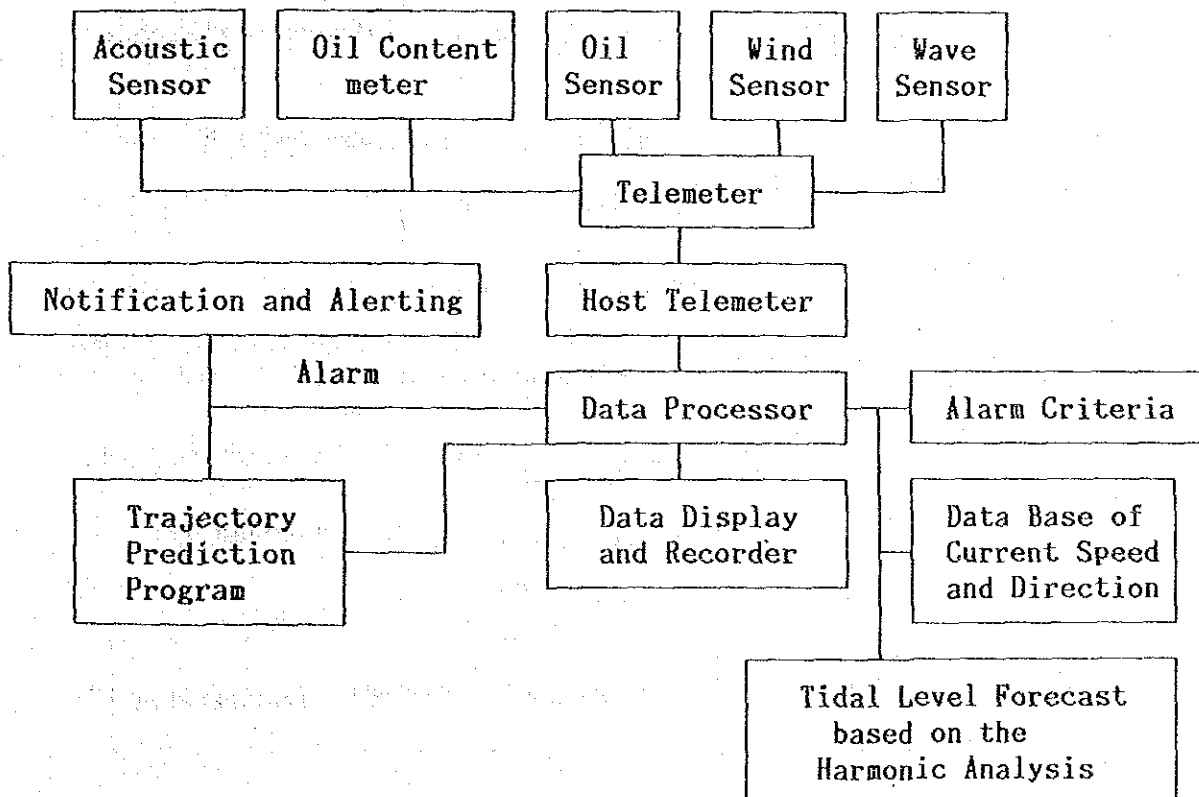 Acoustic
Sensor
Oil Content
meter
Oil
Sensor
Wind
Sensor
Wave
Sensor
Telemeter
Notification and Alerting
Host Telemeter
Alarm
Data Processor
Alarm Criteria
Trajectory
Prediction
Program
Data Display
and Recorder
Data Base of
Current Speed
and Direction
Tidal Level Forecast
based on the
Harmonic Analysis